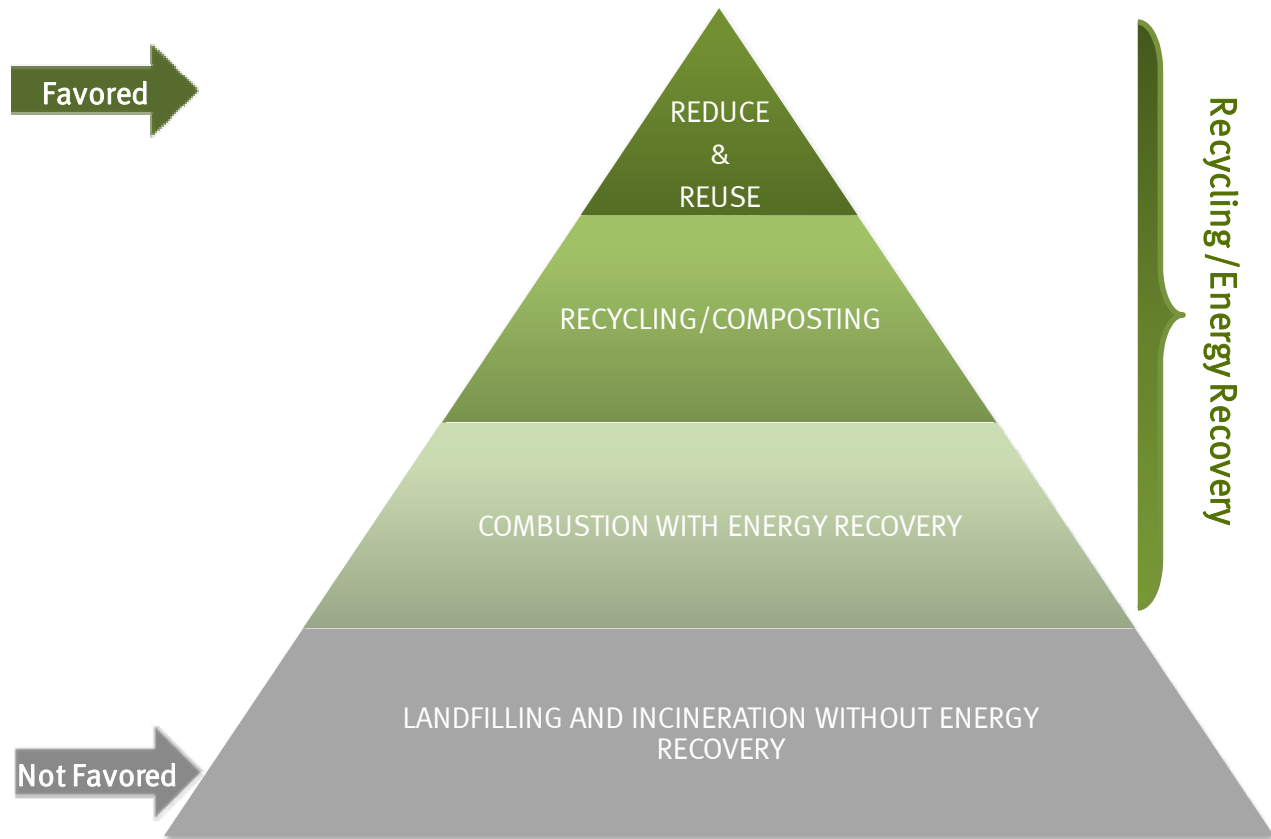 Favored
REDUCE
&
REUSE
RECYCLING/COMPOSTING
COMBUSTION WITH ENERGY RECOVERY
LANDFILLING AND INCINERATION WITHOUT ENERGY
RECOVERY
Not Favored
Recycling/Energy Recovery